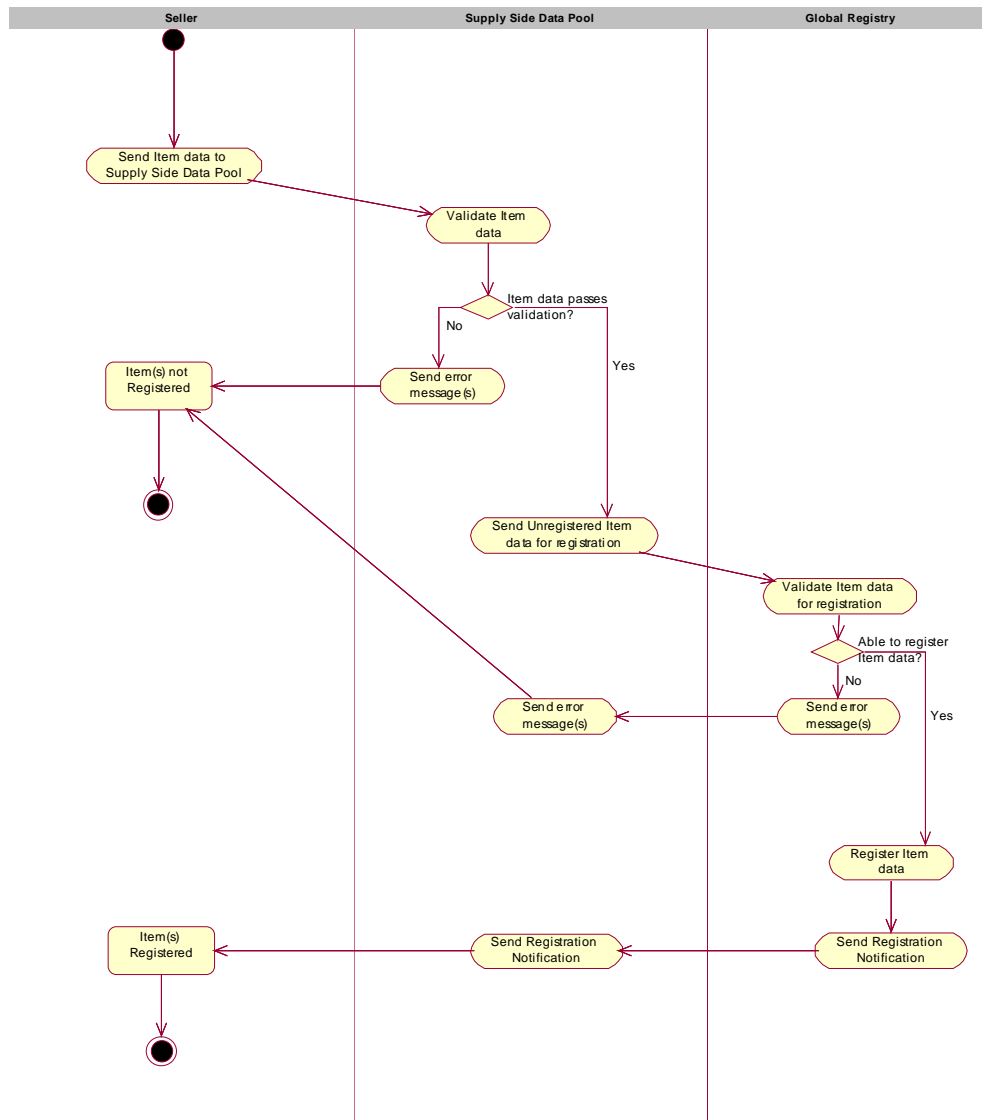 Seller
Supply Side Data Pool
Global Registry
Send Item data to
Supply Side Data Pool
Validate Item
data
Item data passes
validation?
No
Yes
Item(s) not
Registered
Send error
message(s)
Send Unregistered Item
data for registration
Validate Item data
for registration
Able to register
Item data?
No
Yes
Send error
message(s)
Send error
message(s)
Register Item
data
Item(s)
Registered
Send Registration
Notification
Send Registration
Notification